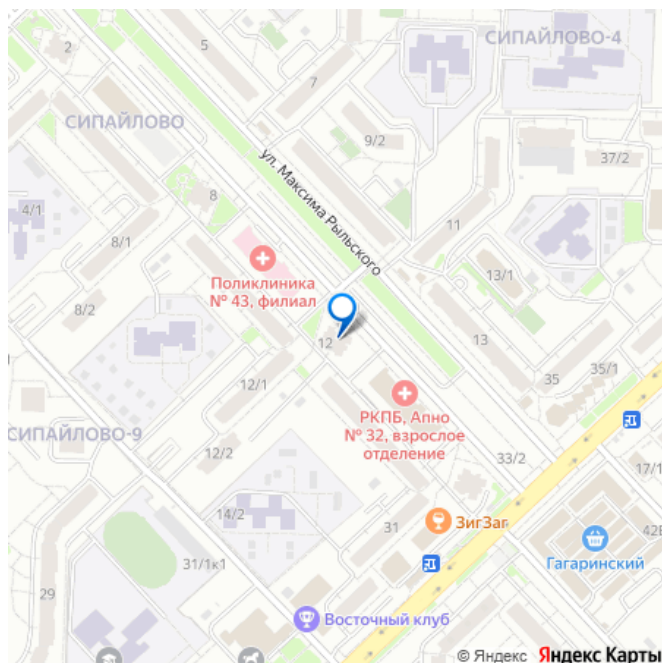 СИПАЙЛОВО-4
5
2
7
9/2
37/2
СИПАЙЛОВО
ул. Максима Рыльского
8
4/1
8/1
11
13/1
Поликлиника
№ 43, филиал
8/2
12
13
35/1
35
12/1
РКПБ, Апно
№ 32, взрослое
отделение
СИПАЙЛОВО-9
12/2
33/2
17/1
14/2
31
ЗигЗаг
42Б
Гагаринский
31/1к1
29
Восточный клуб
© Яндекс Яндекс Карты